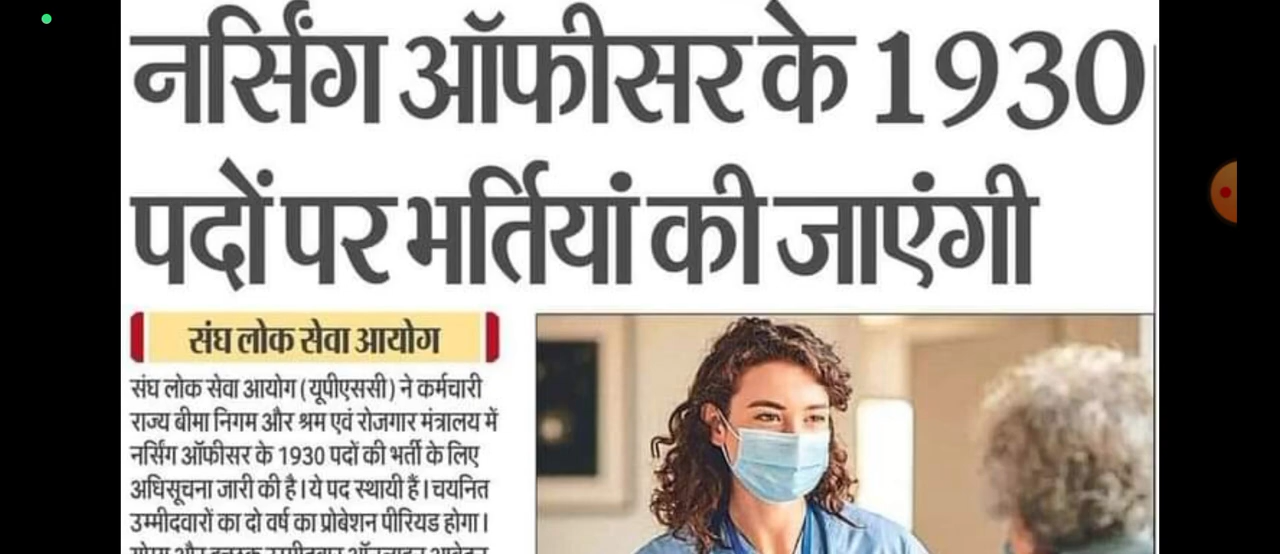 नर्सिंग ऑफीसर के 1930
पदों पर भर्तियां की जाएंगी
संघ लोक सेवा आयोग
संघ लोक सेवा आयोग (यूपीएससी) ने कर्मचारी
राज्य बीमा निगम और श्रम एवं रोजगार मंत्रालय में
नर्सिंग ऑफीसर के 1930 पदों की भर्ती के लिए
अधिसूचना जारी की है। ये पद स्थायी हैं। चयनित
उम्मीदवारों का दो वर्ष का प्रोबेशन पीरियड होगा।